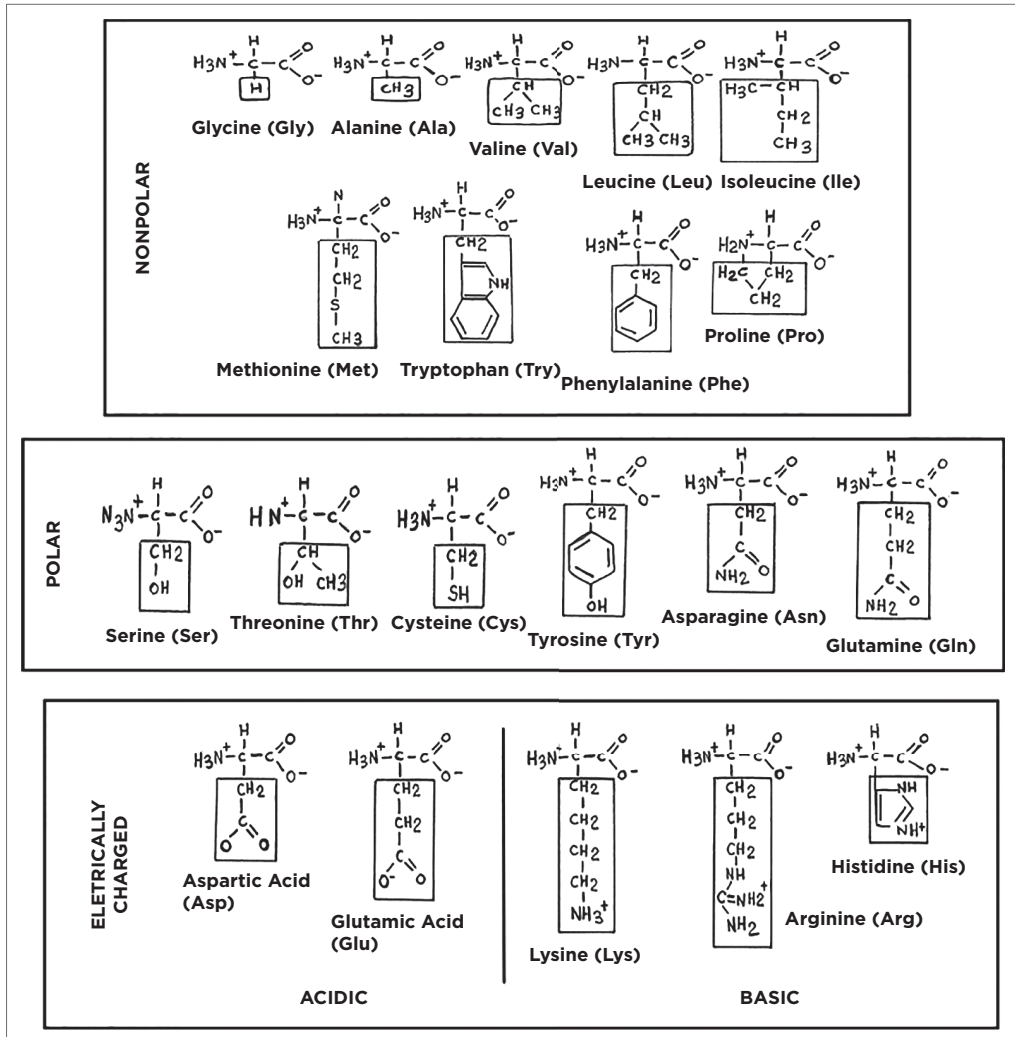 NONPOLAR
H H H H H
H3N+ C C O O- H3N+ C C O O- H3N+ C C O O- H3N C C O O- H3N+ C C O O-
H CH3 CH CH2 H3C CH
CH3 CH3 CH CH2
CH3 CH3 CH3
Glycine (Gly) Alanine (Ala) Valine (Val) Leucine (Leu) Isoleucine (Ile)
N H H H
H3N+ C C O O- H3N+ C C O O- H3N+ C C O O- H2N+ C C O O-
CH2 CH2 CH2 H2C CH2
CH2 NH CH2
S
CH3
Methionine (Met) Tryptophan (Try) Phenylalanine (Phe) Proline (Pro)
POLAR
H H H H H H
N3N+ C C O O- HN+ C C O O- H3N+ C C O O- H3N+ C C O O- H3N+ C C O O- H3N+ C C O O-
CH2 CH CH2 CH2 CH2 CH2
OH OH CH3 SH OH C CH2
NH2 O C
NH2 O
Serine (Ser) Threonine (Thr) Cysteine (Cys) Tyrosine (Tyr) Asparagine (Asn) Glutamine (Gln)
ELETRICALLY
CHARGED
H H H H H
H3N+ C C O O- H3N+ C C O O- H3N+ C C O O- H3N+ C C O O- H3N+ C C O O-
CH2 CH2 CH2 CH2 NH
C CH2 CH2 CH2 NH+
O O C CH2 CH2
O- O CH2 NH
NH3+ C=NH2+
NH2
Aspartic Acid
(Asp)
Glutamic Acid
(Glu)
Lysine (Lys)
Arginine (Arg)
Histidine (His)
ACIDIC
BASIC